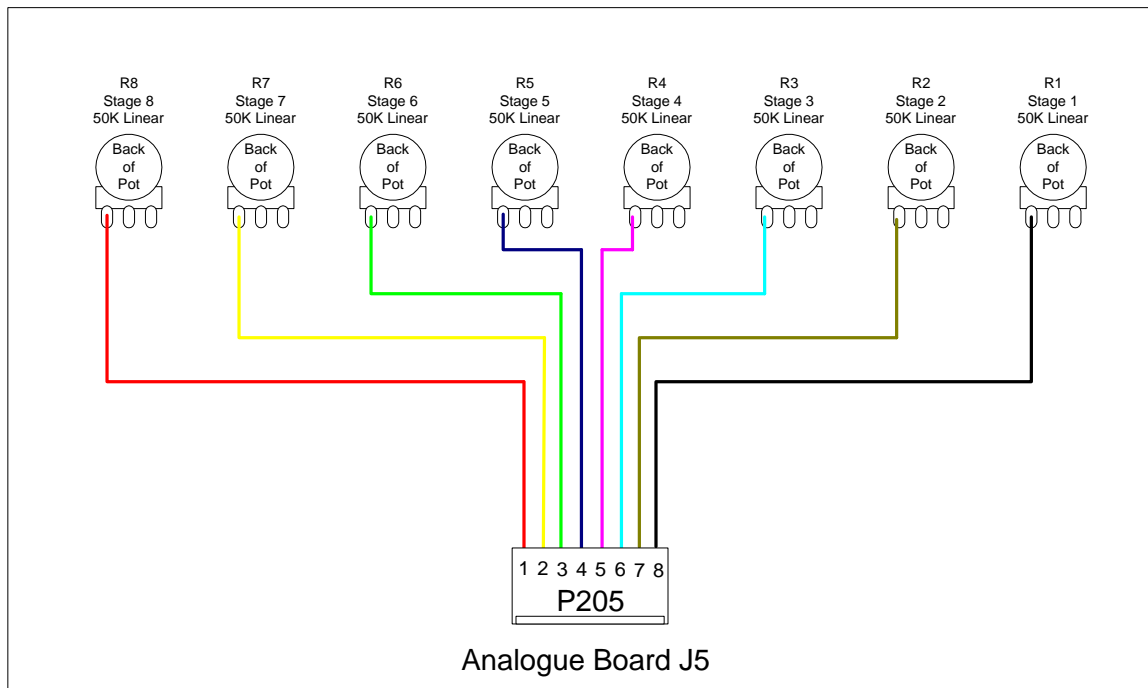 R8
Stage 8
50K Linear
R7
Stage 7
50K Linear
R6
Stage 6
50K Linear
R5
Stage 5
50K Linear
R4
Stage 4
50K Linear
R3
Stage 3
50K Linear
R2
Stage 2
50K Linear
R1
Stage 1
50K Linear
Back
of
Pot
Back
of
Pot
Back
of
Pot
Back
of
Pot
Back
of
Pot
Back
of
Pot
Back
of
Pot
Back
of
Pot
1 2 3 4 5 6 7 8
P205
Analogue Board J5